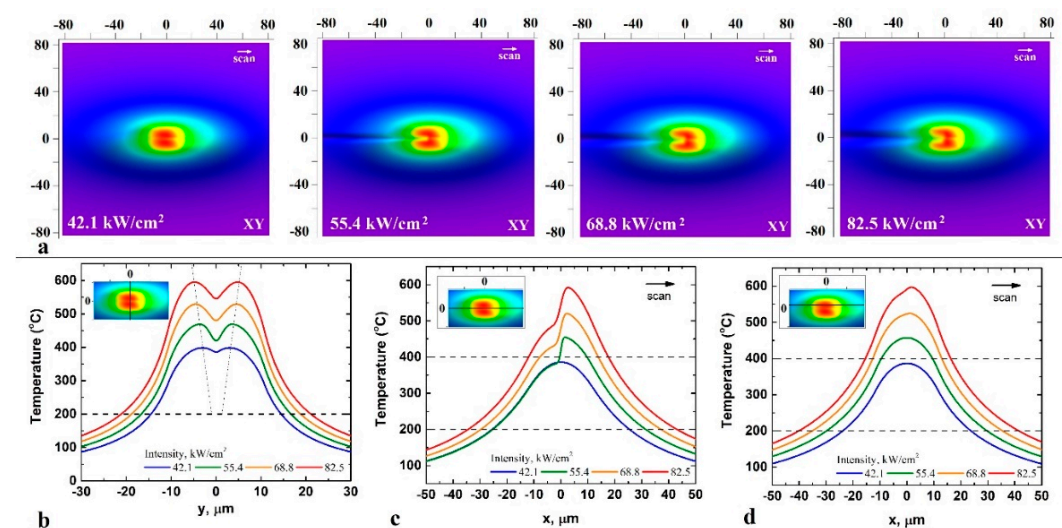 -80 -40 0 40 80
-80 -40 0 40 80
-80 -40 0 40 80
-80 -40 0 40 80
80
40
0
-40
-80
scan
42.1 kW/cm²
XY
80
40
0
-40
-80
scan
55.4 kW/cm²
XY
80
40
0
-40
-80
scan
68.8 kW/cm²
XY
80
40
0
-40
-80
scan
82.5 kW/cm²
XY
a
Temperature (°C)
600
500
400
300
200
100
0
0
0
Intensity, kW/cm²
42.1 55.4 68.8 82.5
-30 -20 -10 0 10 20 30
b
y, μm
Temperature (°C)
600
500
400
300
200
100
0
0
scan
Intensity, kW/cm²
42.1 55.4 68.8 82.5
-50 -40 -30 -20 -10 0 10 20 30 40 50
c
x, μm
Temperature (°C)
600
500
400
300
200
100
0
0
scan
Intensity, kW/cm²
42.1 55.4 68.8 82.5
-50 -40 -30 -20 -10 0 10 20 30 40 50
d
x, μm